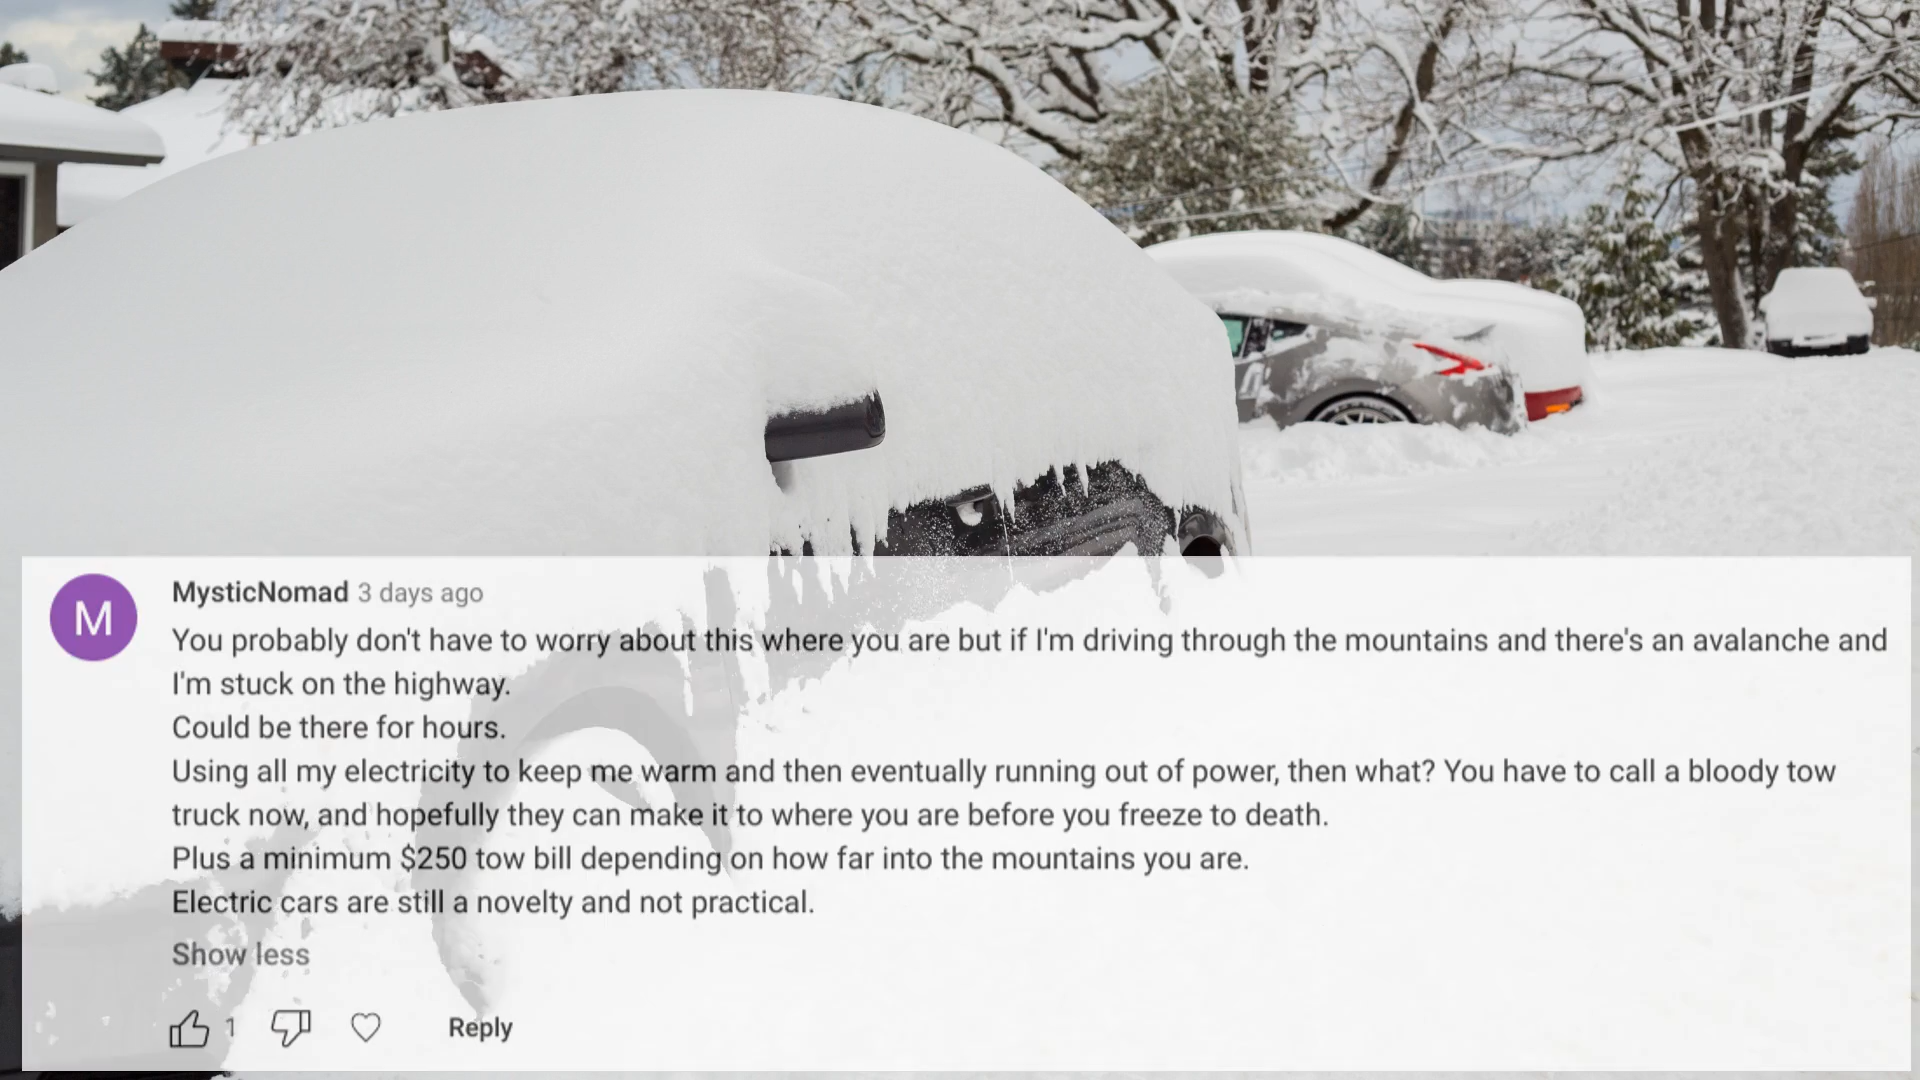 M
MysticNomad 3 days ago
You probably don't have to worry about this where you are but if I'm driving through the mountains and there's an avalanche and
I'm stuck on the highway.
Could be there for hours.
Using all my electricity to keep me warm and then eventually running out of power, then what? You have to call a bloody tow
truck now, and hopefully they can make it to where you are before you freeze to death.
Plus a minimum $250 tow bill depending on how far into the mountains you are.
Electric cars are still a novelty and not practical.
Show less
1 Reply